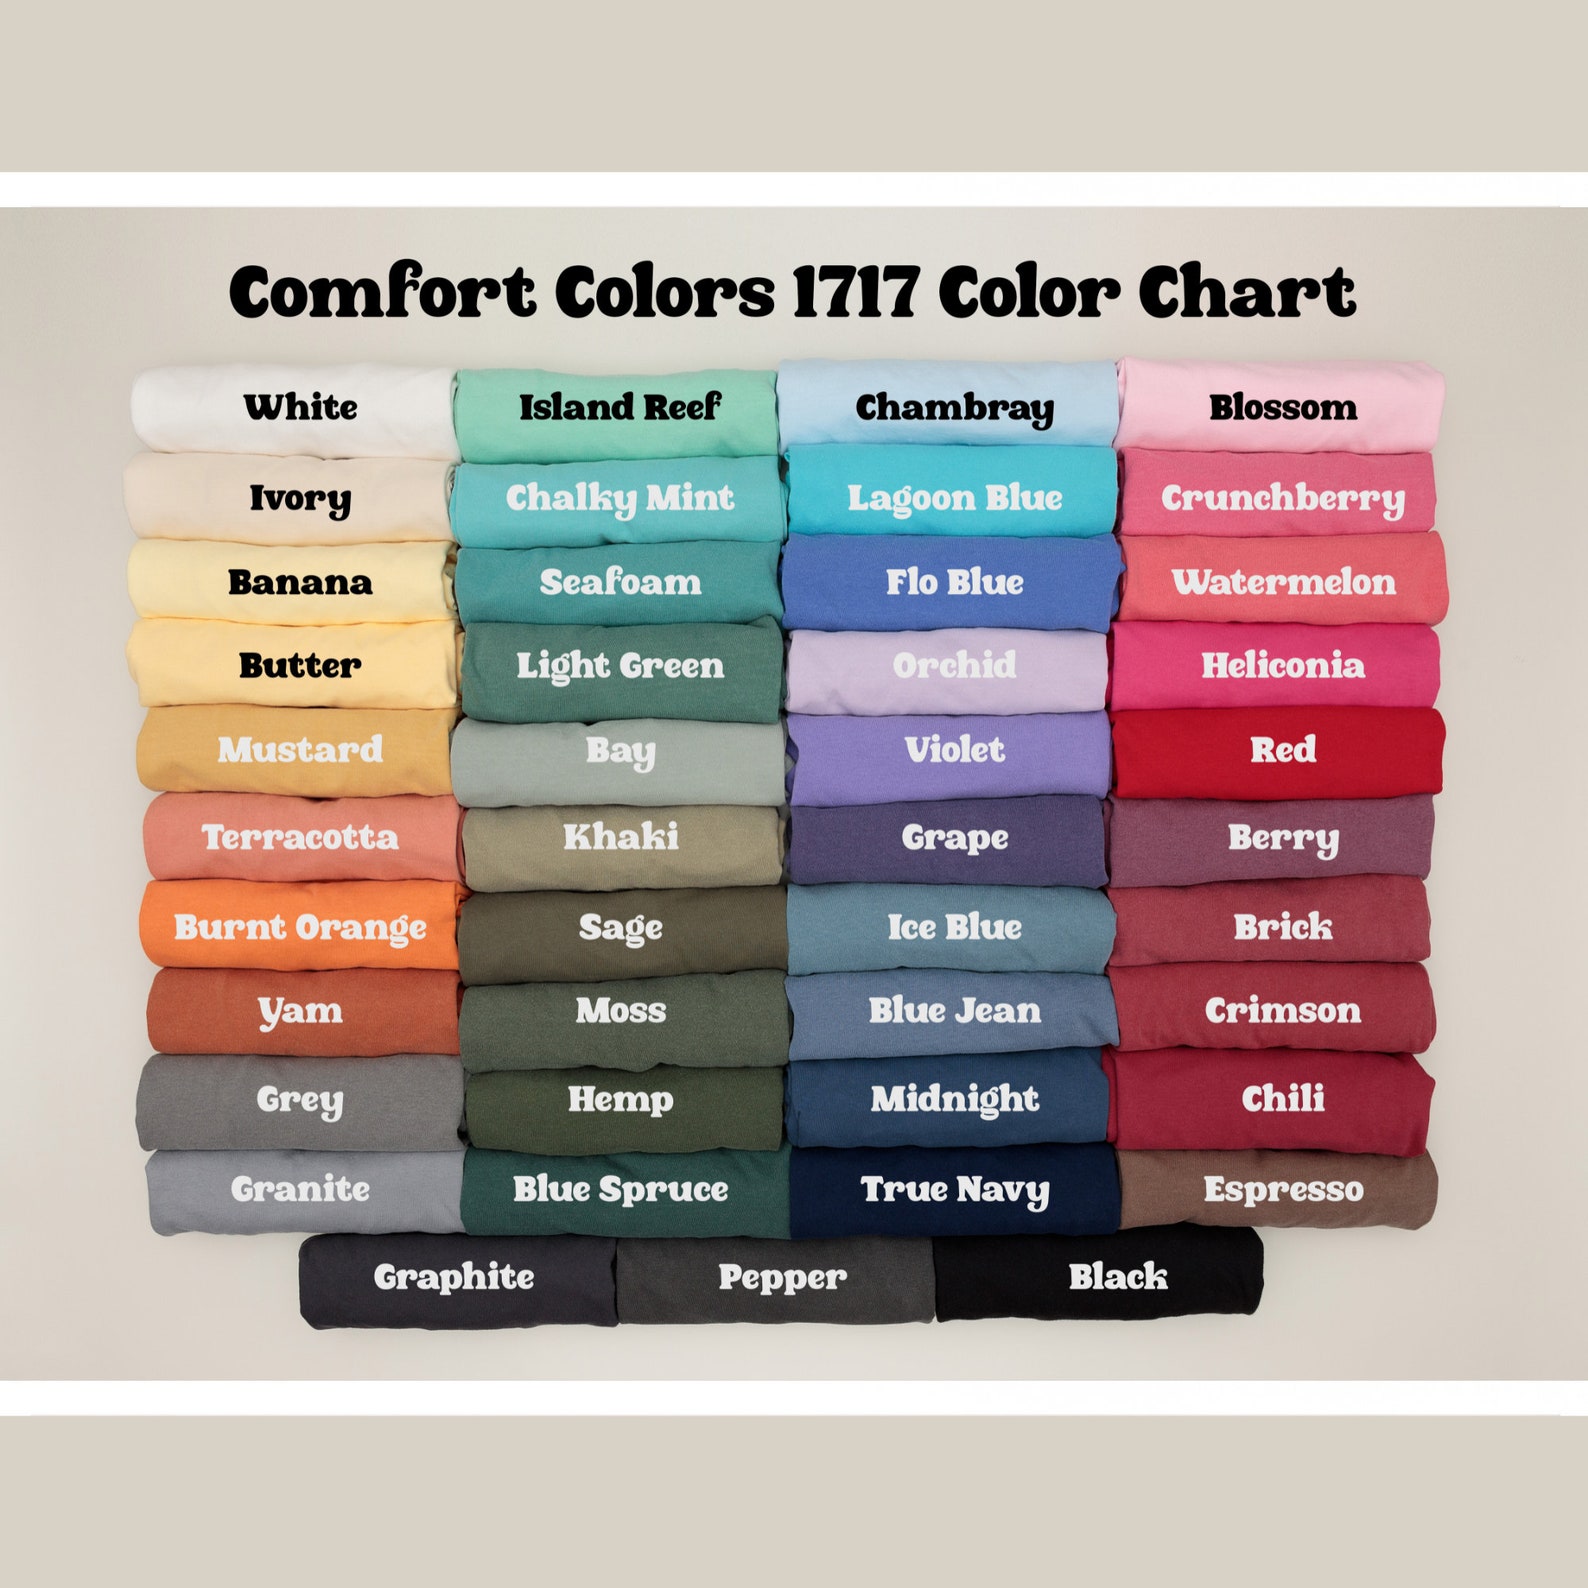 Comfort Colors 1717 Color Chart
White
Island Reef
Chambray
Blossom
Ivory
Chalky Mint
Lagoon Blue
Crunchberry
Banana
Seafoam
Flo Blue
Watermelon
Butter
Light Green
Orchid
Heliconia
Mustard
Bay
Violet
Red
Terracotta
Khaki
Grape
Berry
Burnt Orange
Sage
Ice Blue
Brick
Yam
Moss
Blue Jean
Crimson
Grey
Hemp
Midnight
Chili
Granite
Blue Spruce
True Navy
Espresso
Graphite
Pepper
Black